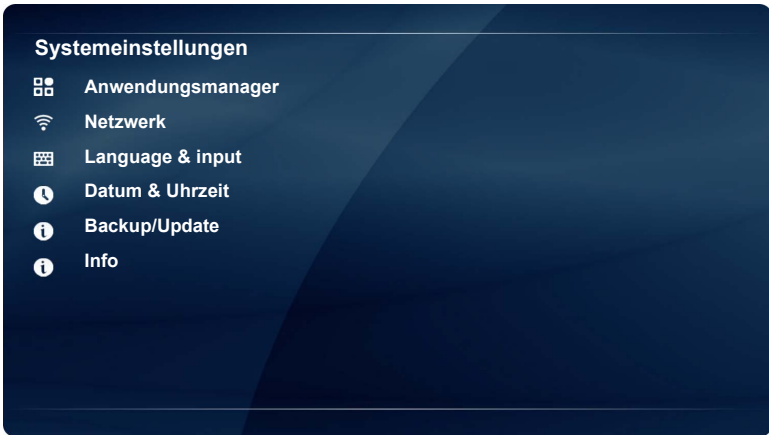 Systemeinstellungen
Anwendungsmanager
Netzwerk
Language & input
Datum & Uhrzeit
Backup/Update
Info